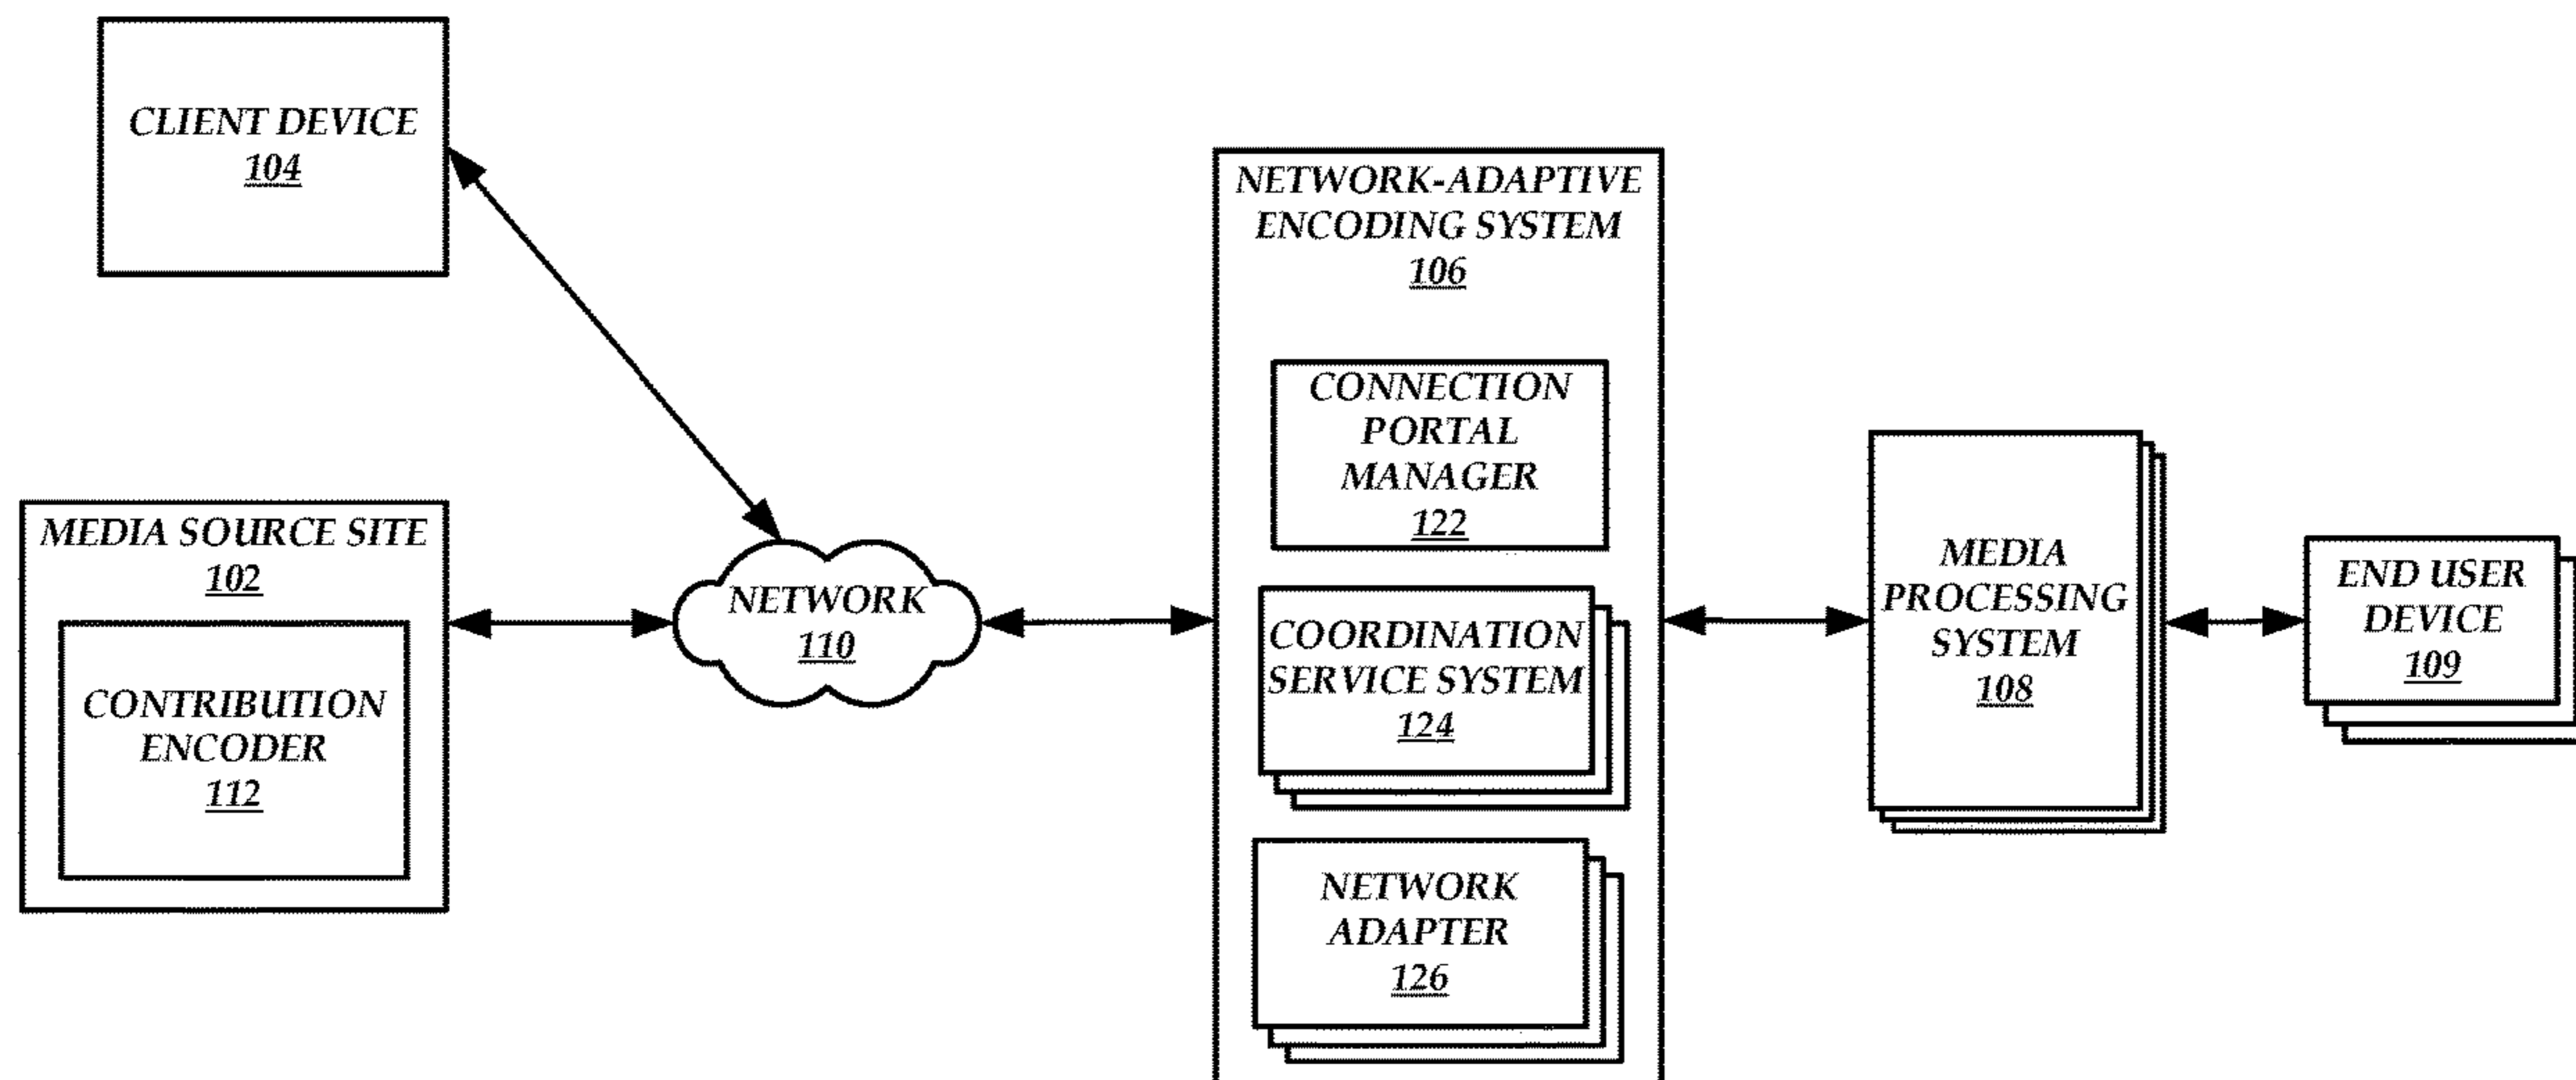 CLIENT DEVICE
104
MEDIA SOURCE SITE
102
CONTRIBUTION
ENCODER
112
NETWORK
110
NETWORK-ADAPTIVE
ENCODING SYSTEM
106
CONNECTION
PORTAL
MANAGER
122
COORDINATION
SERVICE SYSTEM
124
NETWORK
ADAPTER
126
MEDIA
PROCESSING
SYSTEM
108
END USER
DEVICE
109